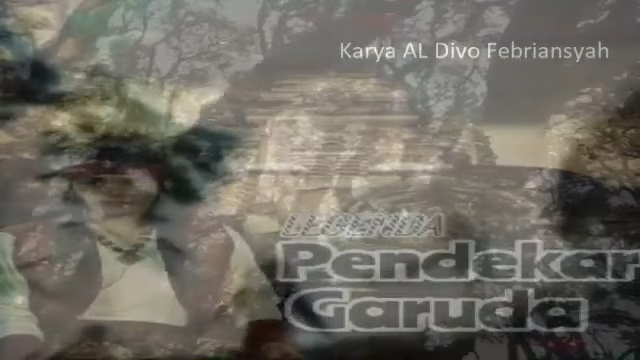 Karya AL Divo Febriansyah
LEGENDA
Pendekar
Garuda